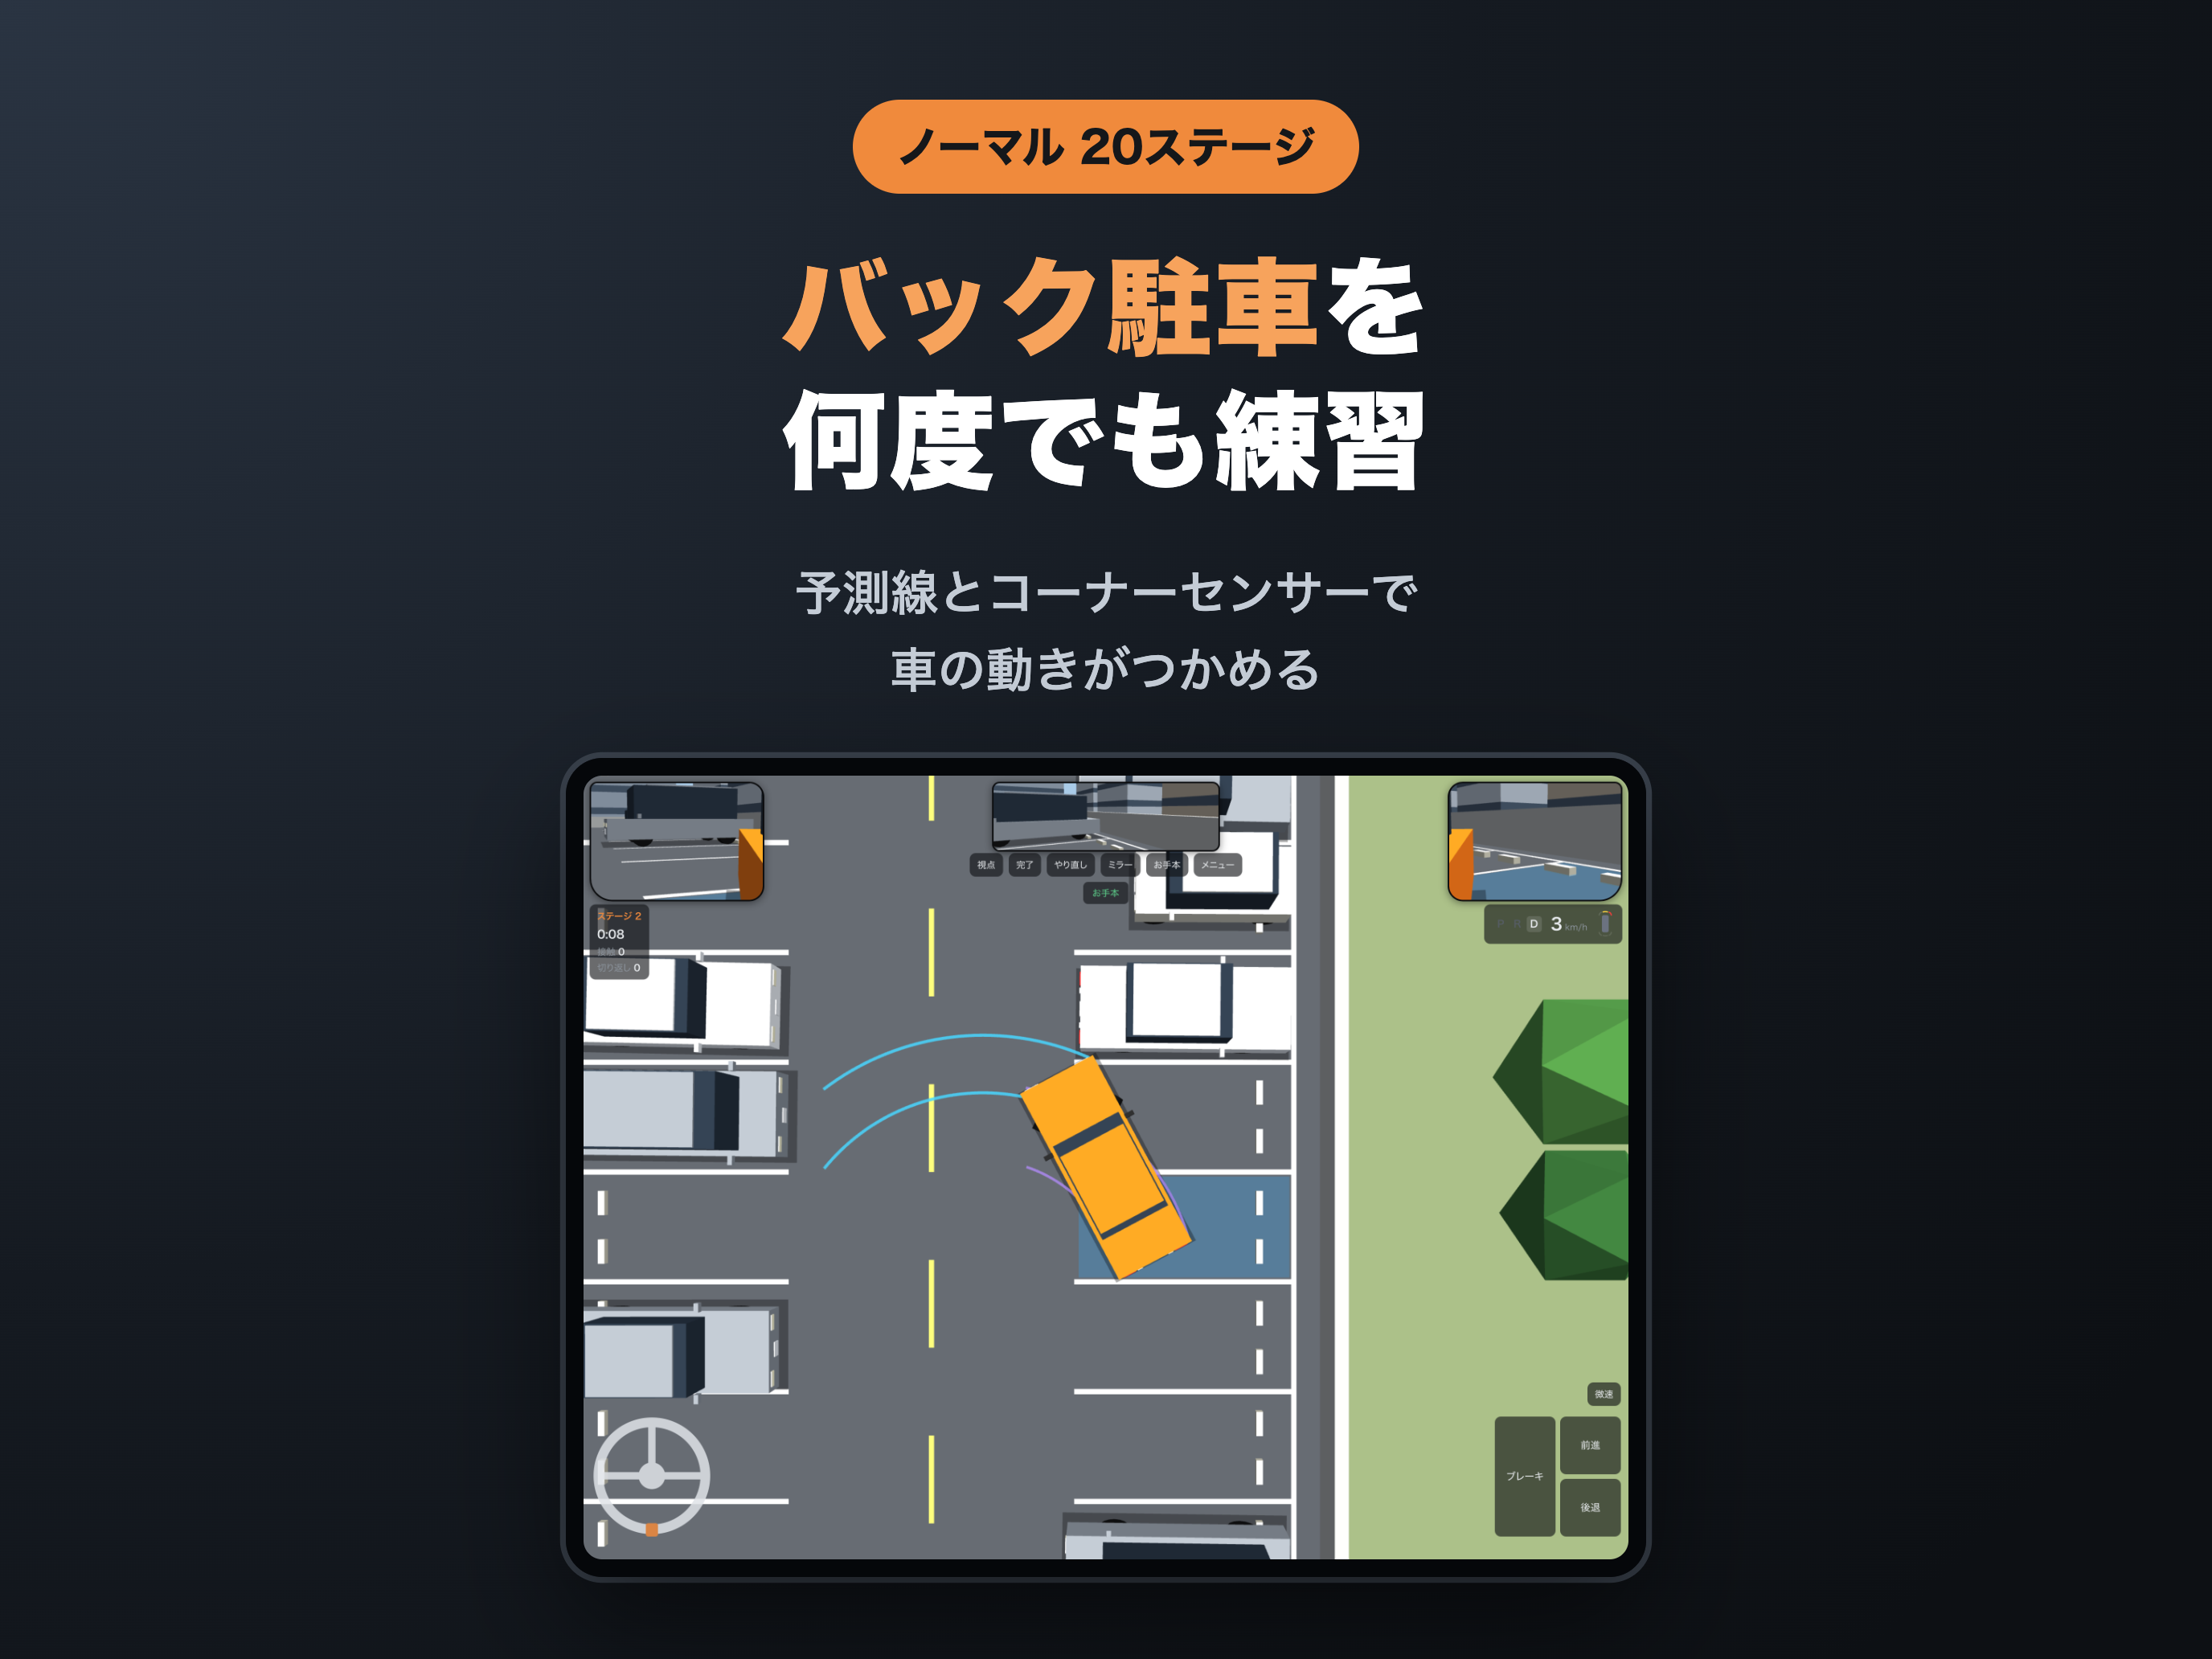 ノーマル 20ステージ
バック駐車を
何度でも練習
予測線とコーナーセンサーで
車の動きがつかめる
視点 完了 やり直し ミラー お手本 メニュー
お手本
ステージ 2
0:08
接触 0
切り返し 0
P R D 3 km/h
微速
ブレーキ
前進
後退